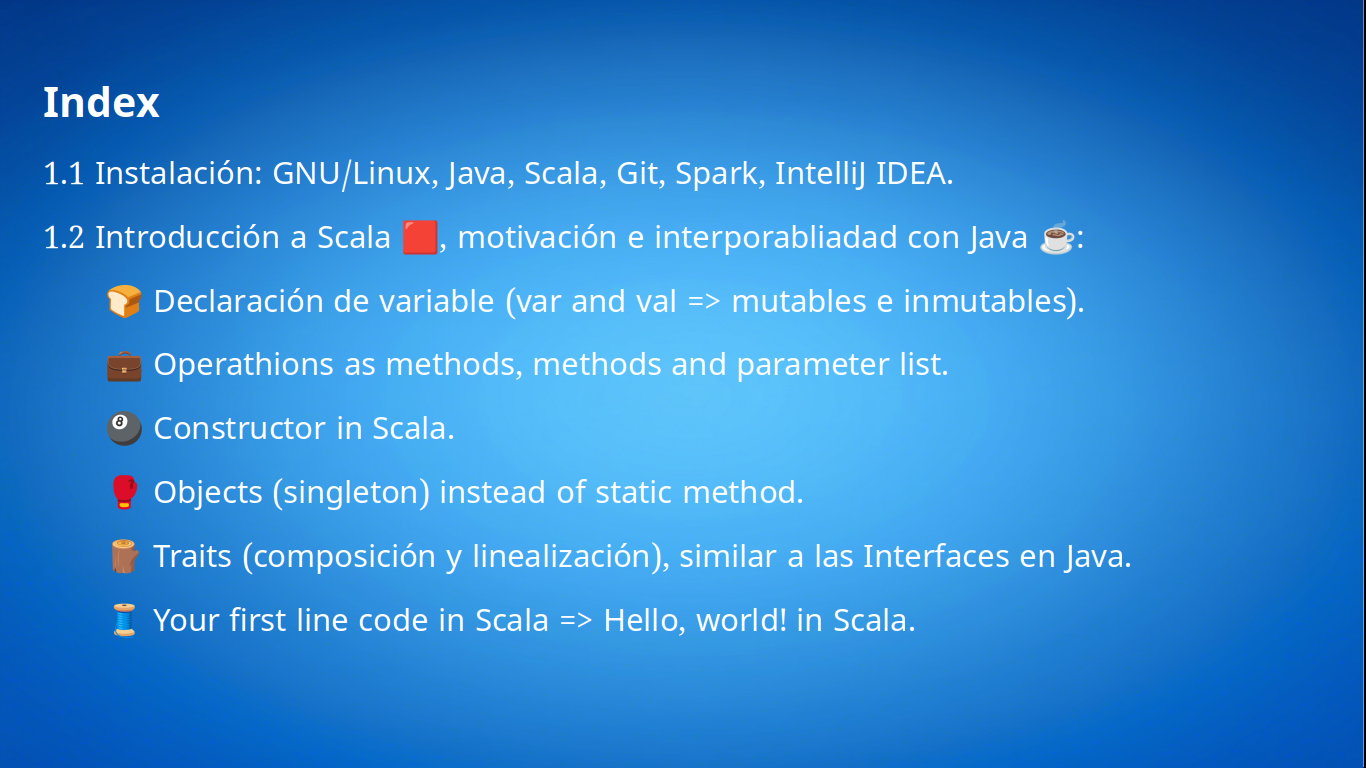 Index
1.1 Instalación: GNU/Linux, Java, Scala, Git, Spark, IntelliJ IDEA.
1.2 Introducción a Scala 🟥, motivación e interporabliadad con Java ☕:
🍞 Declaración de variable (var and val => mutables e inmutables).
💼 Operathions as methods, methods and parameter list.
🎱 Constructor in Scala.
🥊 Objects (singleton) instead of static method.
🪵 Traits (composición y linealización), similar a las Interfaces en Java.
🧵 Your first line code in Scala => Hello, world! in Scala.